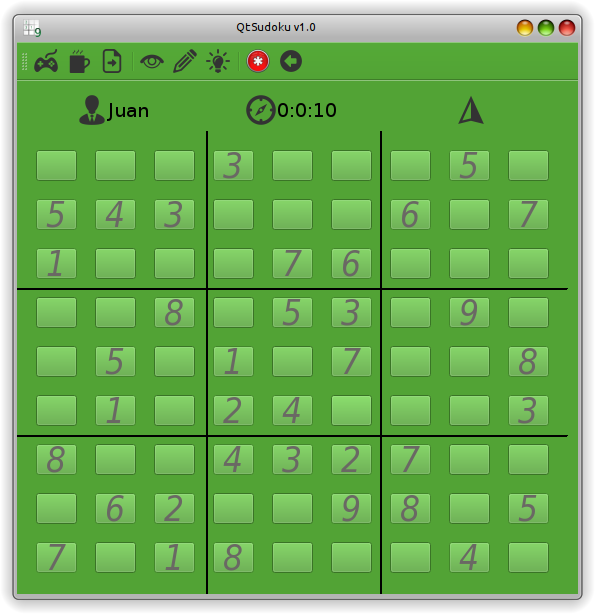 QtSudoku v1.0
9
Juan 0:0:10
3 5
5 4 3 6 7
1 7 6
8 5 3 9
5 1 7 8
1 2 4 3
8 4 3 2 7
6 2 9 8 5
7 1 8 4